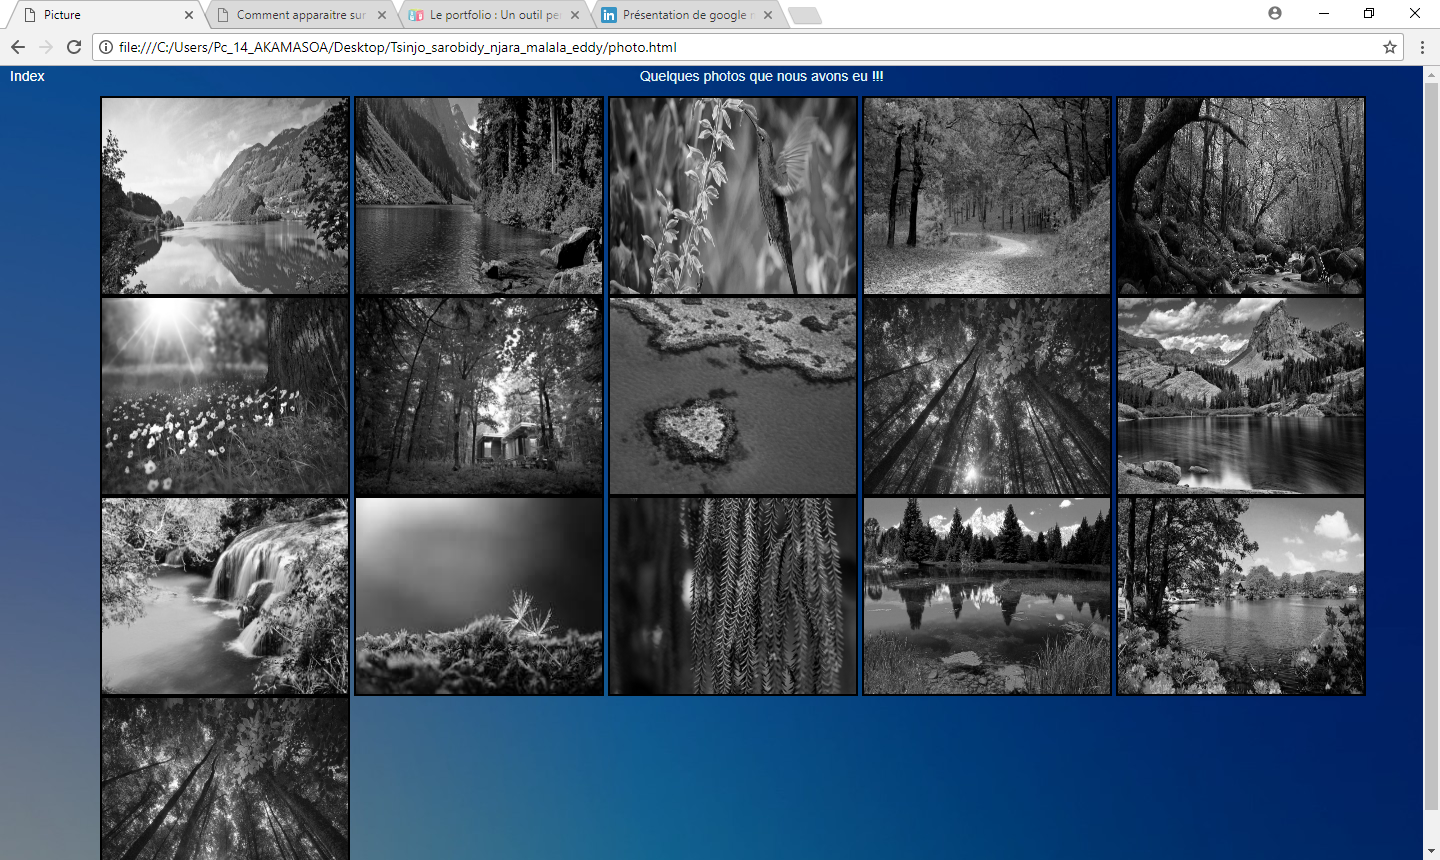 Picture
Comment apparaitre sur
Le portfolio : Un outil pe
Présentation de google
file:///C:/Users/Pc_14_AKAMASOA/Desktop/Tsinjo_sarobidy_njara_malala_eddy/photo.html
Index
Quelques photos que nous avons eu !!!